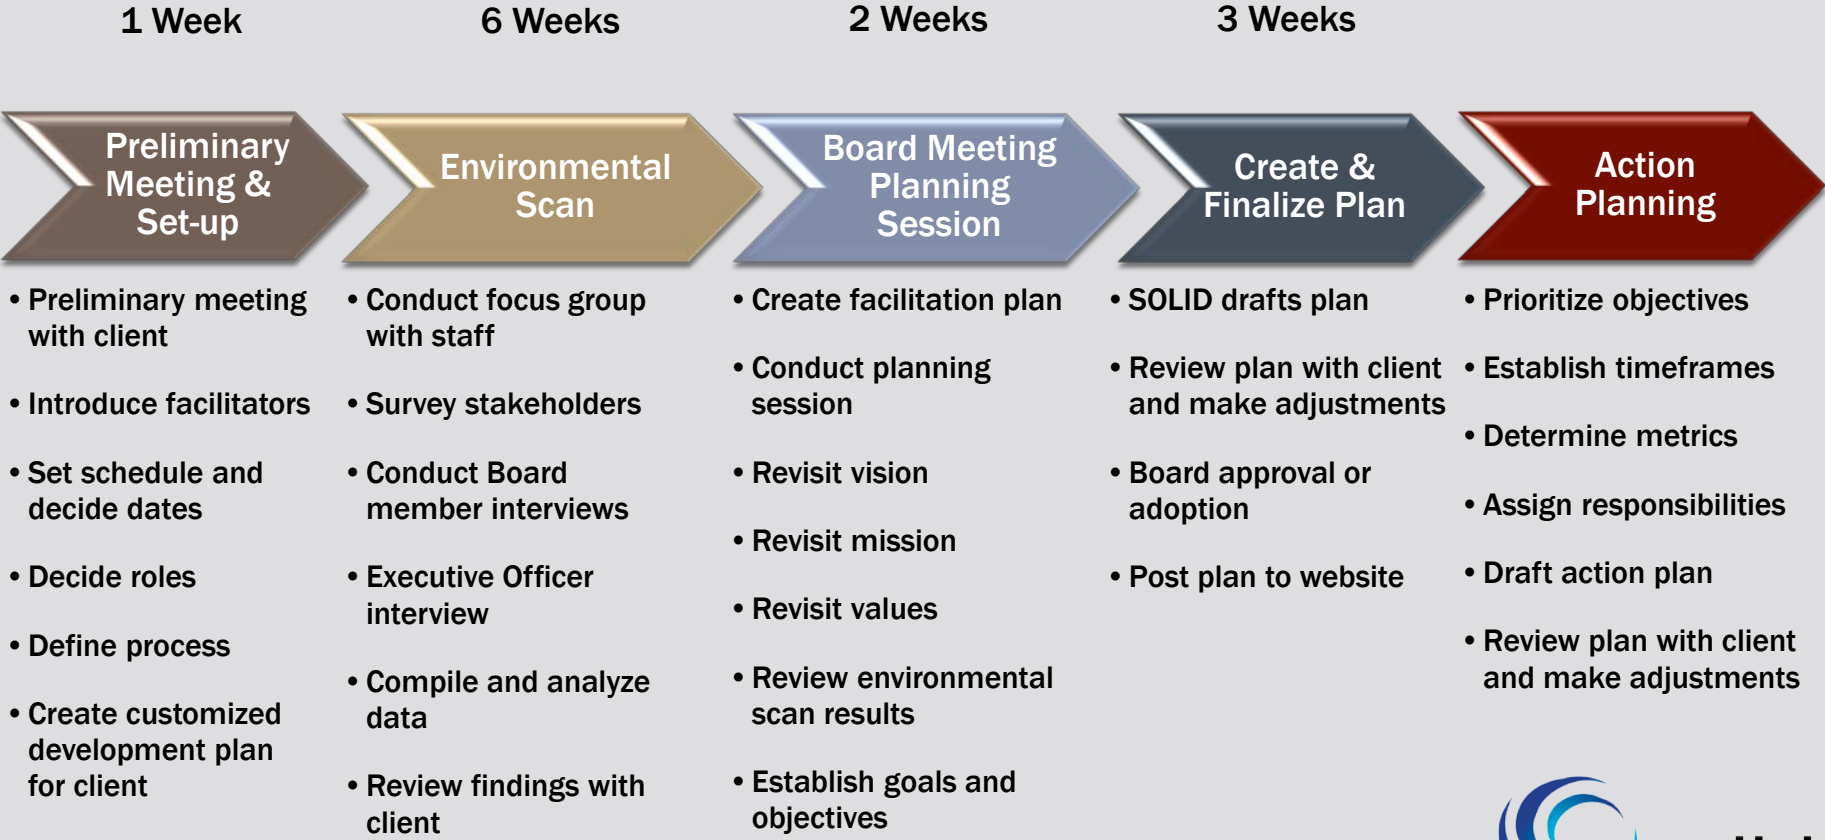 1 Week
6 Weeks
2 Weeks
3 Weeks
Preliminary
Meeting &
Set-up
Environmental
Scan
Board Meeting
Planning
Session
Create &
Finalize Plan
Action
Planning
• Preliminary meeting
with client
• Introduce facilitators
• Set schedule and
decide dates
• Decide roles
• Define process
• Create customized
development plan
for client
• Conduct focus group
with staff
• Survey stakeholders
• Conduct Board
member interviews
• Executive Officer
interview
• Compile and analyze
data
• Review findings with
client
• Create facilitation plan
• Conduct planning
session
• Revisit vision
• Revisit mission
• Revisit values
• Review environmental
scan results
• Establish goals and
objectives
• SOLID drafts plan
• Review plan with client
and make adjustments
• Board approval or
adoption
• Post plan to website
• Prioritize objectives
• Establish timeframes
• Determine metrics
• Assign responsibilities
• Draft action plan
• Review plan with client
and make adjustments